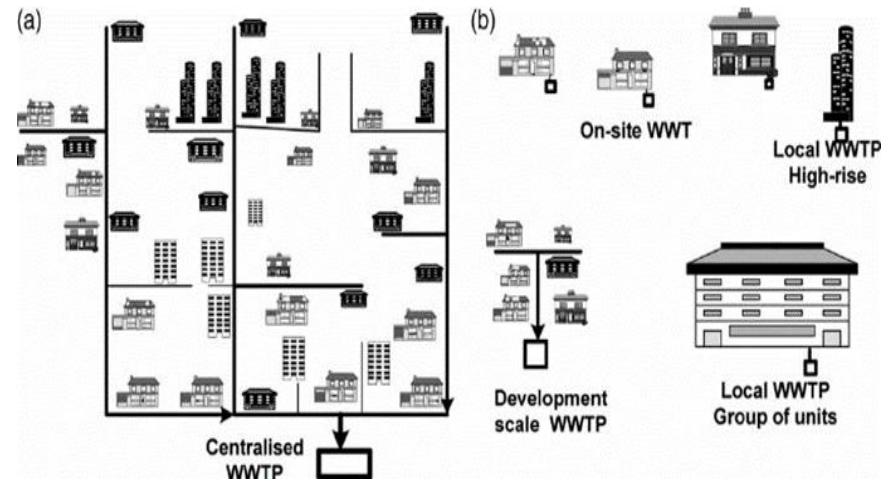 (a)
(b)
On-site WWT
Local WWTP
High-rise
Development
scale WWTP
Local WWTP
Group of units
Centralised
WWTP